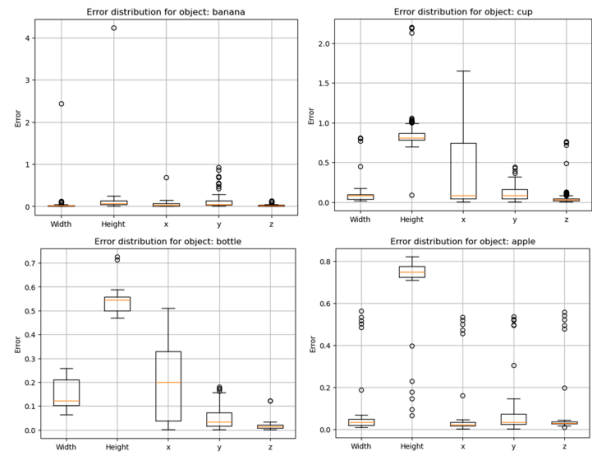 Error distribution for object: banana
Error
4
3
2
1
0
Width Height x y z
Error distribution for object: cup
Error
2.0
1.5
1.0
0.5
0.0
Width Height x y z
Error distribution for object: bottle
Error
0.7
0.6
0.5
0.4
0.3
0.2
0.1
0.0
Width Height x y z
Error distribution for object: apple
Error
0.8
0.6
0.4
0.2
0.0
Width Height x y z